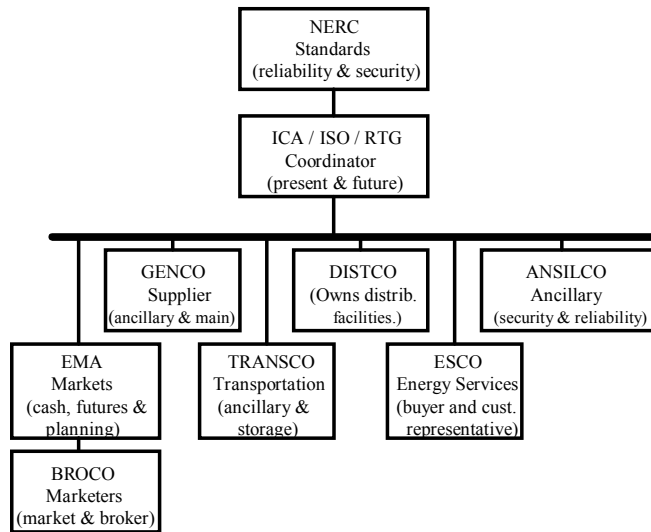 NERC
Standards
(reliability & security)
ICA / ISO / RTG
Coordinator
(present & future)
GENCO
Supplier
(ancillary & main)
DISTCO
(Owns distrib.
facilities.)
ANSILCO
Ancillary
(security & reliability)
EMA
Markets
(cash, futures &
planning)
TRANSCO
Transportation
(ancillary &
storage)
ESCO
Energy Services
(buyer and cust.
representative)
BROCO
Marketers
(market & broker)